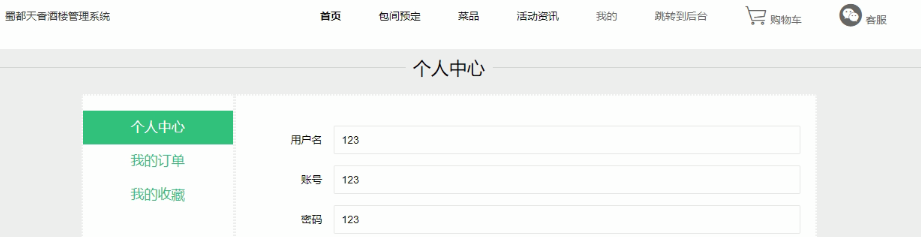 蜀都天香酒楼管理系统 首页 包间预定 菜品 活动资讯 我的 跳转到后台 购物车 客服
个人中心
个人中心
我的订单
我的收藏
用户名 123
账号 123
密码 123